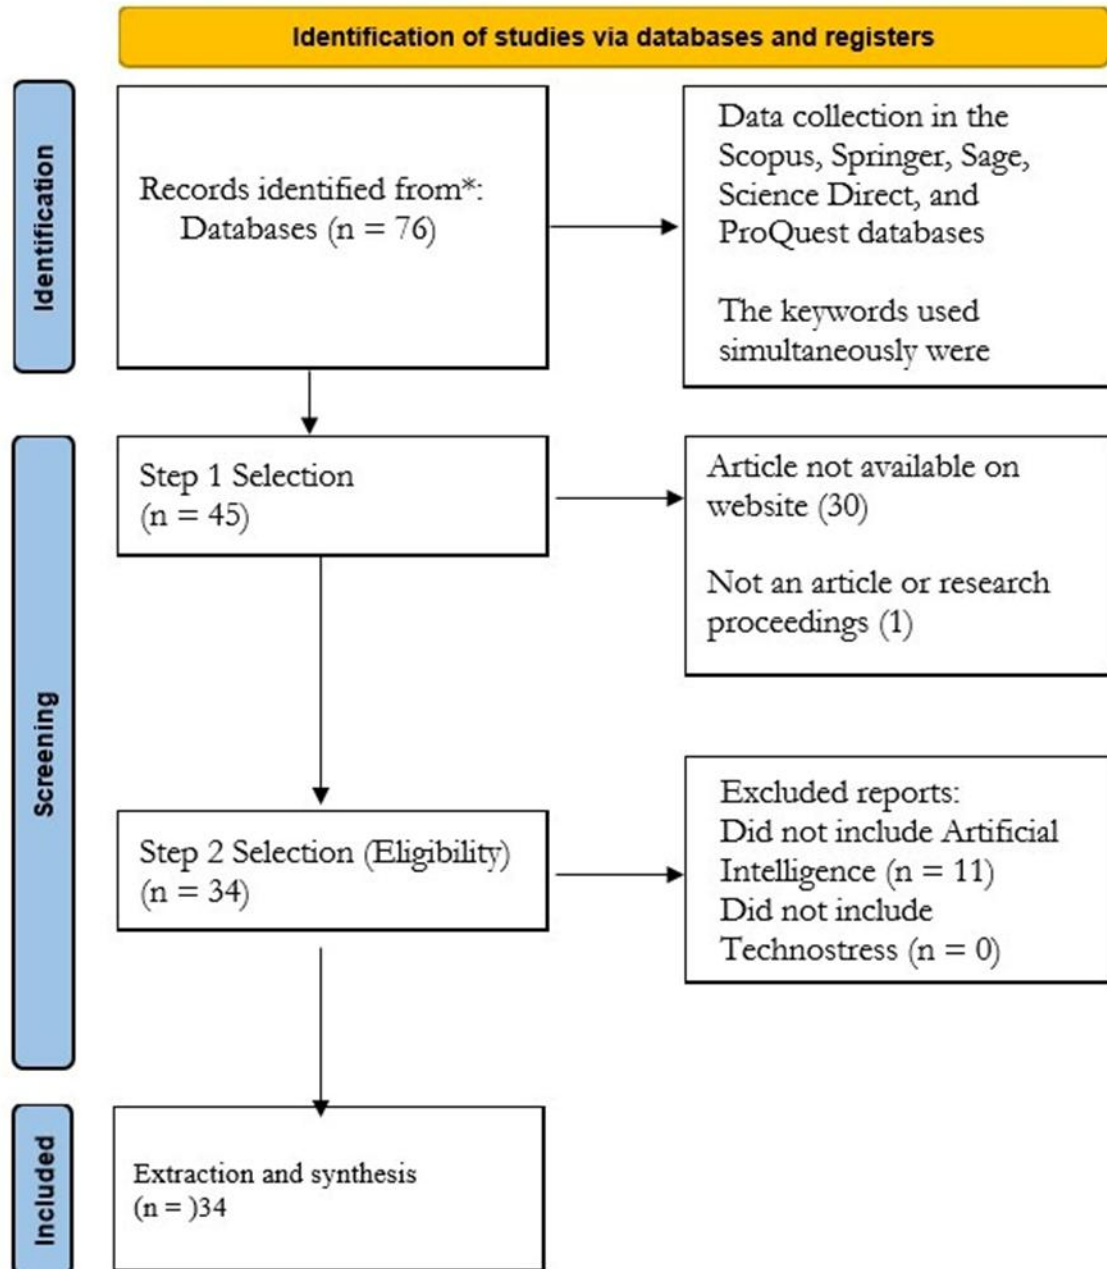 Identification of studies via databases and registers
Identification
Records identified from*:
Databases (n = 76)
Data collection in the
Scopus, Springer, Sage,
Science Direct, and
ProQuest databases
The keywords used
simultaneously were
Screening
Step 1 Selection
(n = 45)
Article not available on
website (30)
Not an article or research
proceedings (1)
Step 2 Selection (Eligibility)
(n = 34)
Excluded reports:
Did not include Artificial
Intelligence (n = 11)
Did not include
Technostress (n = 0)
Included
Extraction and synthesis
(n = )34